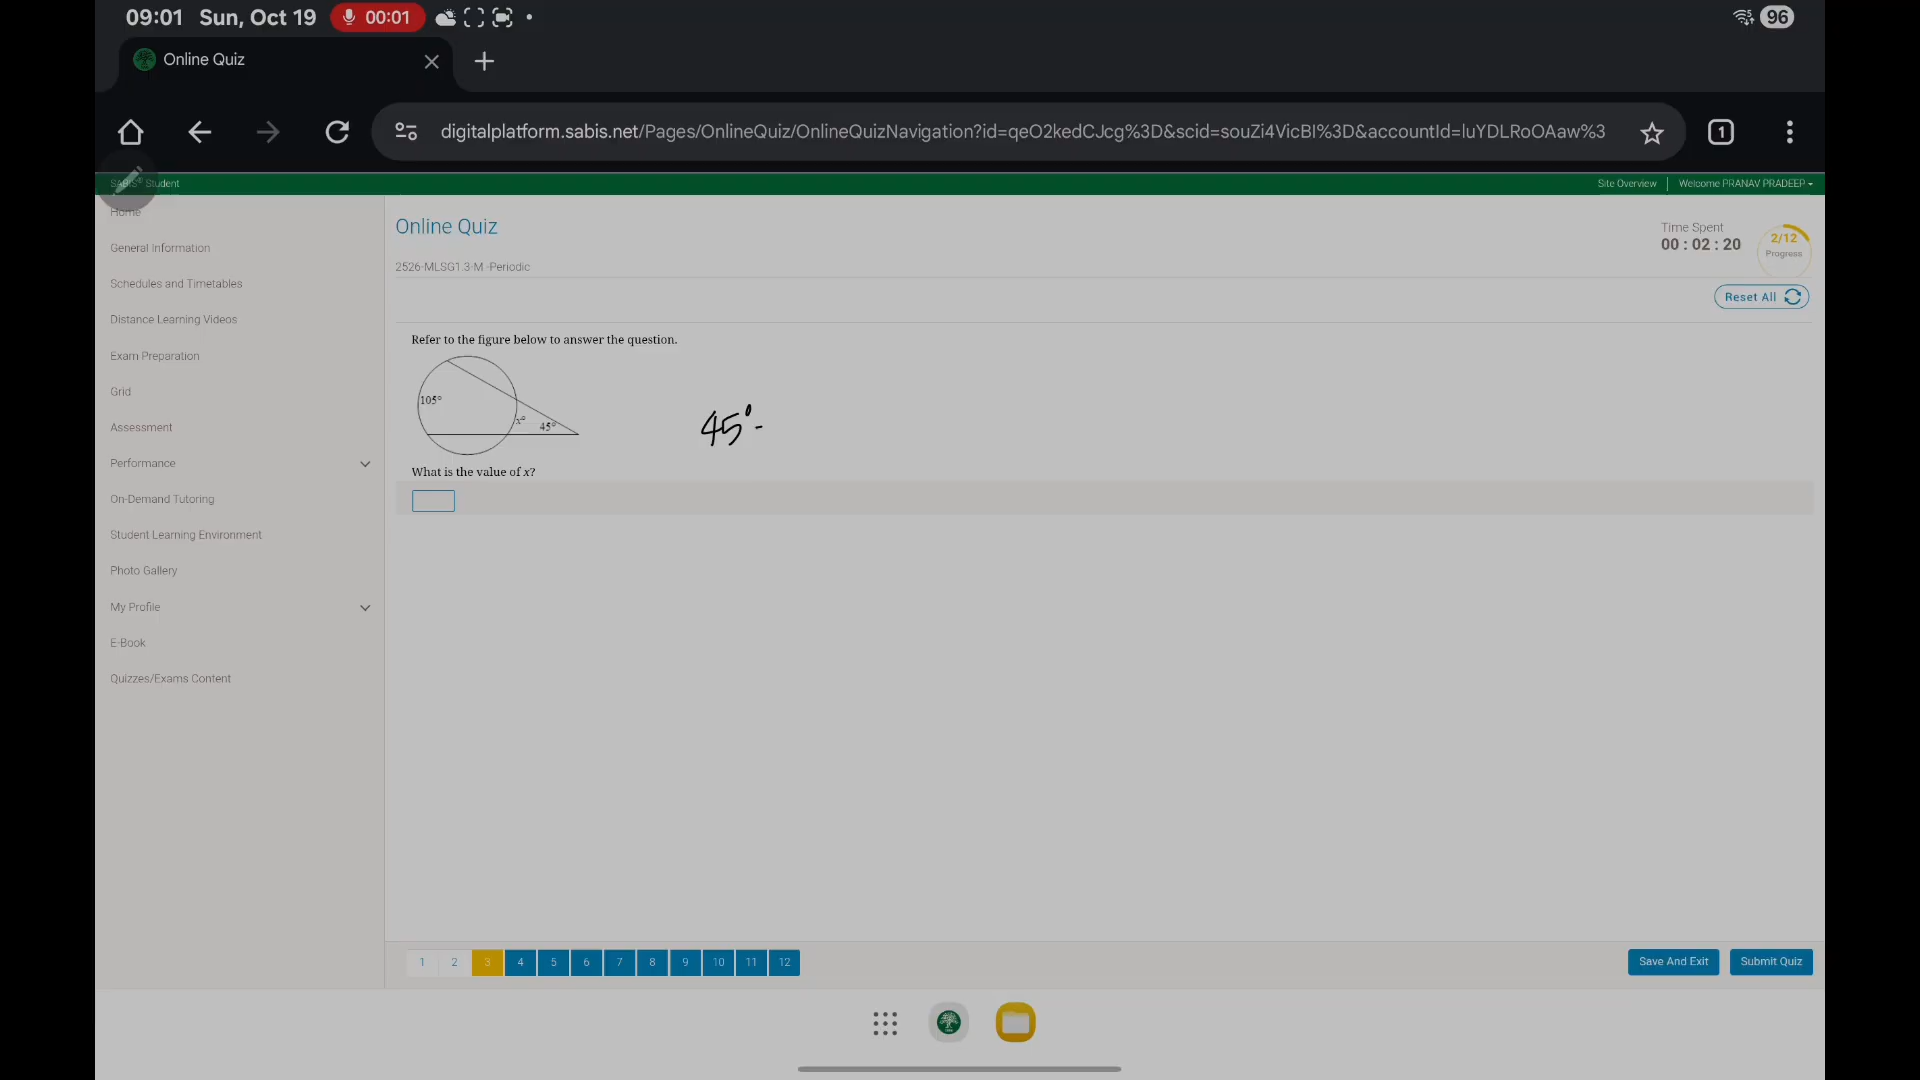 09:01 Sun, Oct 19 00:01 96
Online Quiz
digitalplatform.sabis.net/Pages/OnlineQuiz/OnlineQuizNavigation?id=qeO2kedCJcg%3D&scid=souZi4VicBI%3D&accountId=luYDLRoOAaw%3 1
SABIS® Student Site Overview Welcome PRANAV PRADEEP
Home
General Information
Schedules and Timetables
Distance Learning Videos
Exam Preparation
Grid
Assessment
Performance
On-Demand Tutoring
Student Learning Environment
Photo Gallery
My Profile
E-Book
Quizzes/Exams Content
Online Quiz
Time Spent
00 : 02 : 20
2/12
Progress
2526-MLSG1.3-M -Periodic
Reset All
Refer to the figure below to answer the question.
105°
x°
45°
45° -
What is the value of x?
1 2 3 4 5 6 7 8 9 10 11 12
Save And Exit Submit Quiz